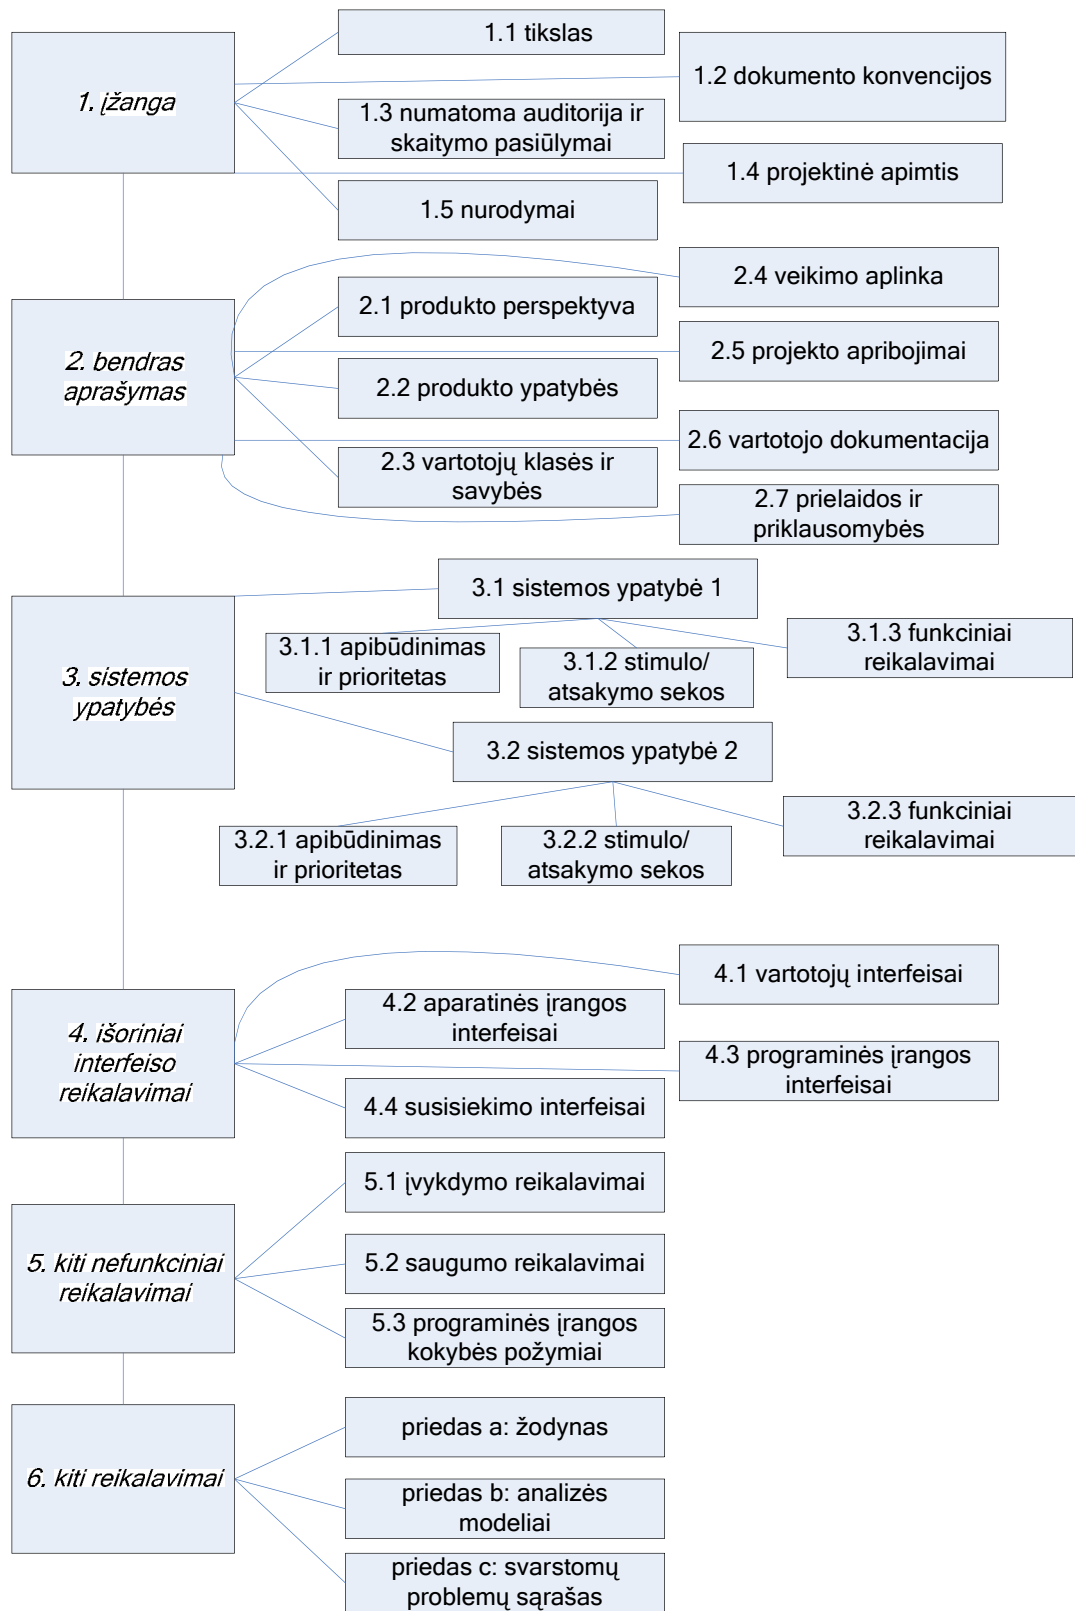 1. įžanga
1.1 tikslas
1.2 dokumento konvencijos
1.3 numatoma auditorija ir
skaitymo pasiūlymai
1.4 projektinė apimtis
1.5 nurodymai
2. bendras
aprašymas
2.1 produkto perspektyva
2.2 produkto ypatybės
2.3 vartotojų klasės ir
savybės
2.4 veikimo aplinka
2.5 projekto apribojimai
2.6 vartotojo dokumentacija
2.7 prielaidos ir
priklausomybės
3. sistemos
ypatybės
3.1 sistemos ypatybė 1
3.1.1 apibūdinimas
ir prioritetas
3.1.2 stimulo/
atsakymo sekos
3.1.3 funkciniai
reikalavimai
3.2 sistemos ypatybė 2
3.2.1 apibūdinimas
ir prioritetas
3.2.2 stimulo/
atsakymo sekos
3.2.3 funkciniai
reikalavimai
4. išoriniai
interfeiso
reikalavimai
4.1 vartotojų interfeisai
4.2 aparatinės įrangos
interfeisai
4.3 programinės įrangos
interfeisai
4.4 susisiekimo interfeisai
5. kiti nefunkciniai
reikalavimai
5.1 įvykdymo reikalavimai
5.2 saugumo reikalavimai
5.3 programinės įrangos
kokybės požymiai
6. kiti reikalavimai
priedas a: žodynas
priedas b: analizės
modeliai
priedas c: svarstomų
problemų sąrašas